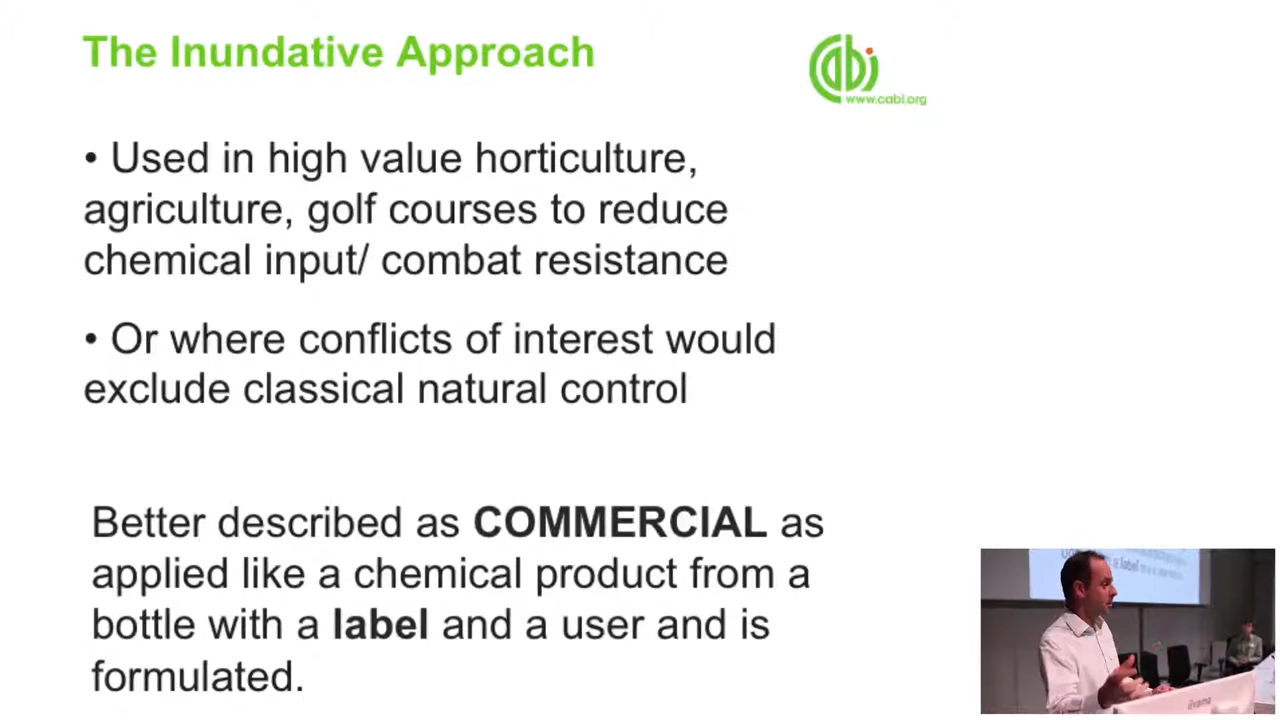 The Inundative Approach
cabi
www.cabi.org
• Used in high value horticulture,
agriculture, golf courses to reduce
chemical input/ combat resistance
• Or where conflicts of interest would
exclude classical natural control
Better described as COMMERCIAL as
applied like a chemical product from a
bottle with a label and a user and is
formulated.
iiyama